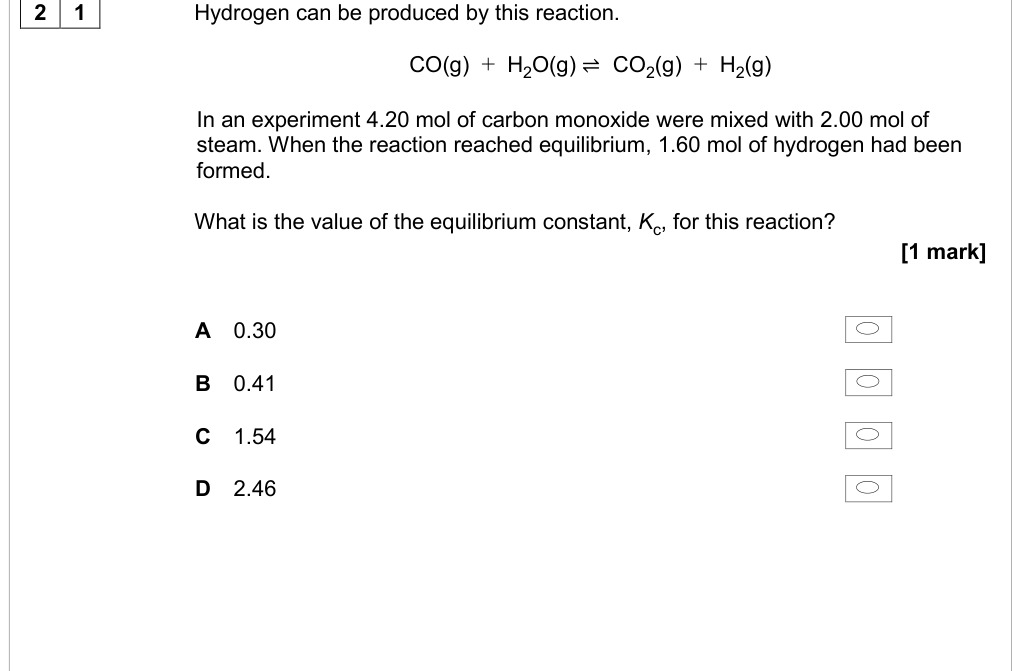 2 1 Hydrogen can be produced by this reaction.
CO(g) + H₂O(g) ⇌ CO₂(g) + H₂(g)
In an experiment 4.20 mol of carbon monoxide were mixed with 2.00 mol of
steam. When the reaction reached equilibrium, 1.60 mol of hydrogen had been
formed.
What is the value of the equilibrium constant, Kc, for this reaction?
[1 mark]
A 0.30
B 0.41
C 1.54
D 2.46